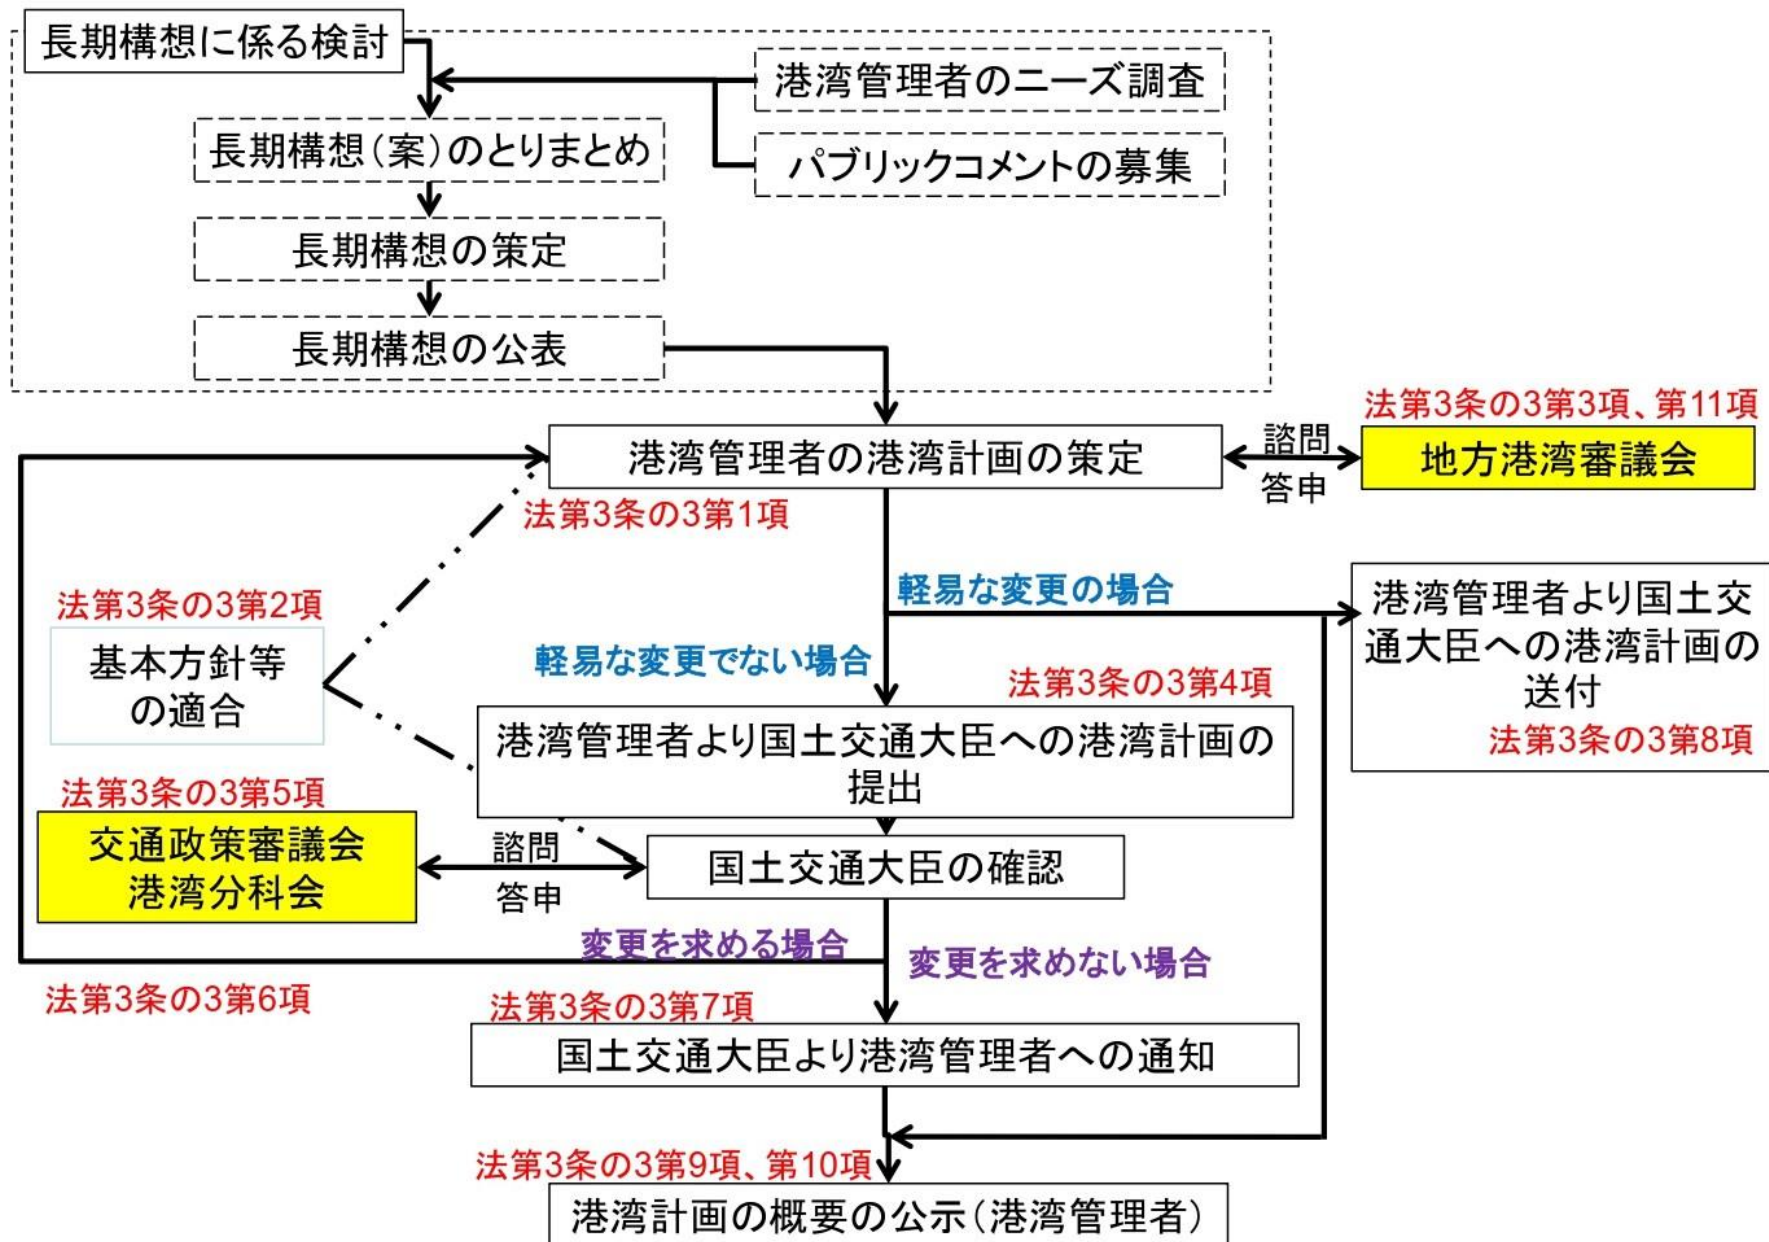 長期構想に係る検討
港湾管理者のニーズ調査
長期構想(案)のとりまとめ
パブリックコメントの募集
長期構想の策定
長期構想の公表
法第3条の3第3項、第11項
港湾管理者の港湾計画の策定
諮問
答申
地方港湾審議会
法第3条の3第1項
軽易な変更の場合
港湾管理者より国土交
通大臣への港湾計画の
送付
法第3条の3第8項
法第3条の3第2項
基本方針等
の適合
軽易な変更でない場合
法第3条の3第4項
港湾管理者より国土交通大臣への港湾計画の
提出
法第3条の3第5項
交通政策審議会
港湾分科会
諮問
答申
国土交通大臣の確認
変更を求める場合
変更を求めない場合
法第3条の3第6項
法第3条の3第7項
国土交通大臣より港湾管理者への通知
法第3条の3第9項、第10項
港湾計画の概要の公示(港湾管理者)